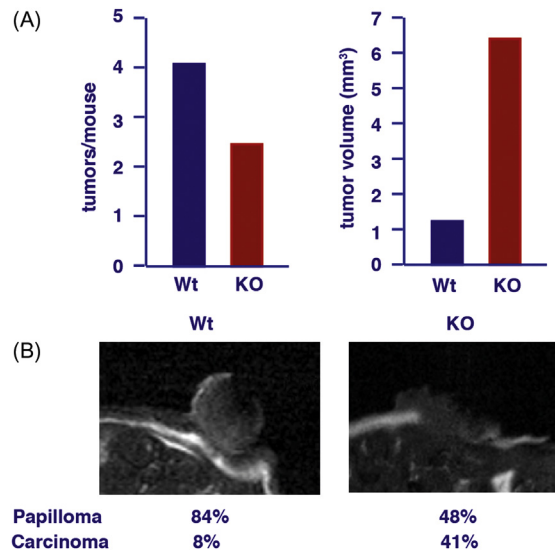 (A)
tumors/mouse
5
4
3
2
1
0
Wt KO
tumor volume (mm³)
7
6
5
4
3
2
1
0
Wt KO
(B)
Wt KO
Papilloma 84% 48%
Carcinoma 8% 41%